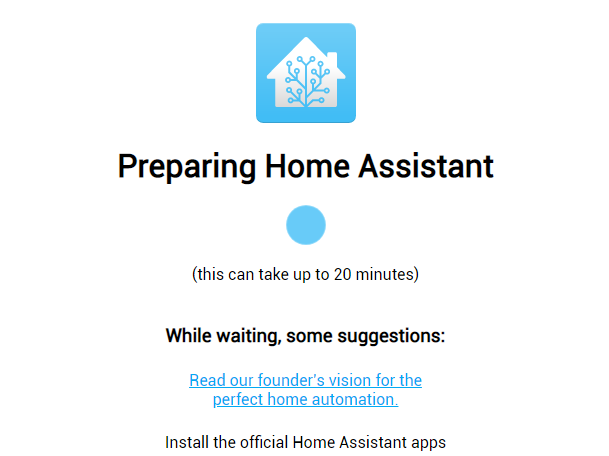 Preparing Home Assistant
(this can take up to 20 minutes)
While waiting, some suggestions:
Read our founder's vision for the
perfect home automation.
Install the official Home Assistant apps